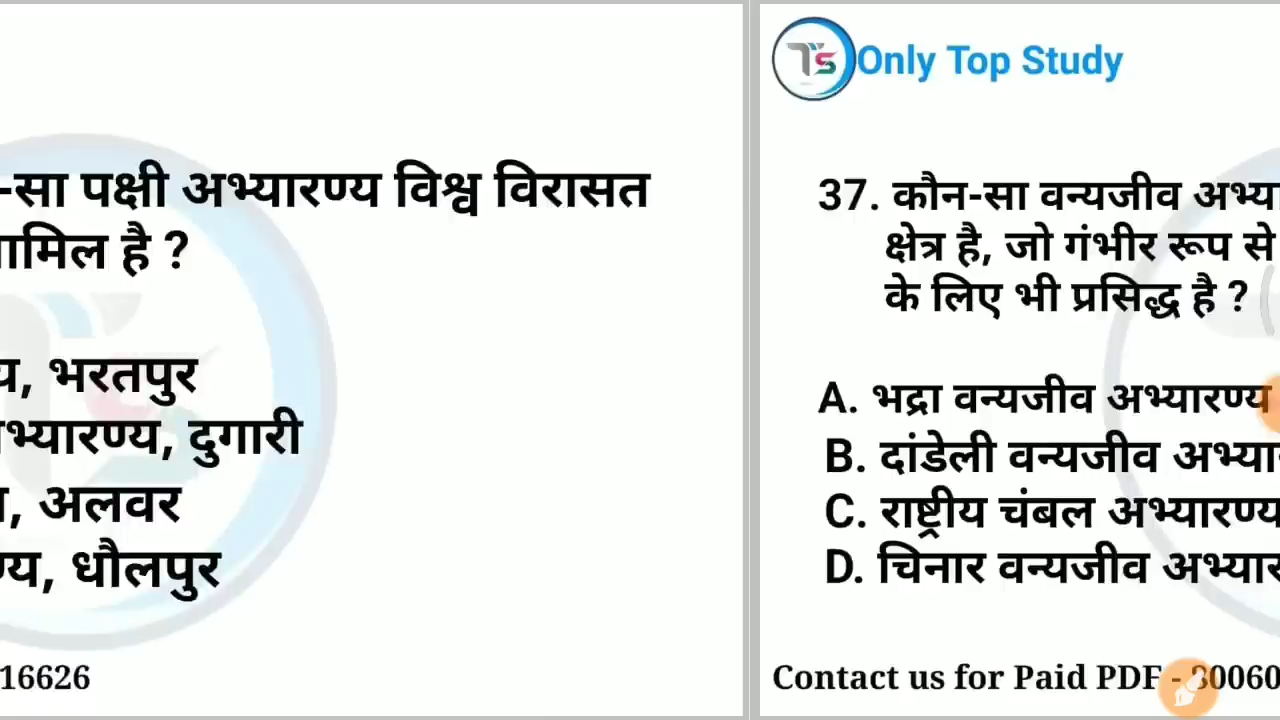 -सा पक्षी अभ्यारण्य विश्व विरासत
है ?
भरतपुर
दुगारी
अलवर
धौलपुर
16626
TS Only Top Study
37. कौन-सा वन्यजीव
क्षेत्र है, जो गंभीर रूप से
के लिए भी प्रसिद्ध है ?
A. भद्रा वन्यजीव अभ्यारण्य
B. दांडेली वन्यजीव
C. राष्ट्रीय चंबल अभ्यारण्य
D. चिनार वन्यजीव
Contact us for Paid PDF -